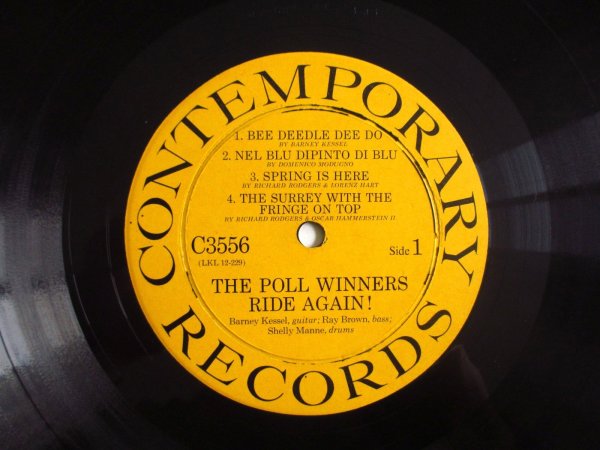 CONTEMPORARY
1. BEE DEEDLE DEE DO
BY BARNEY KESSEL
2. NEL BLU DIPINTO DI BLU
BY DOMENICO MODUGNO
3. SPRING IS HERE
BY RICHARD RODGERS & LORENZ HART
4. THE SURREY WITH THE
FRINGE ON TOP
BY RICHARD RODGERS & OSCAR HAMMERSTEIN II
C3556 Side 1
(LKL 12-229)
THE POLL WINNERS
RIDE AGAIN!
Barney Kessel, guitar; Ray Brown, bass;
Shelly Manne, drums
RECORDS